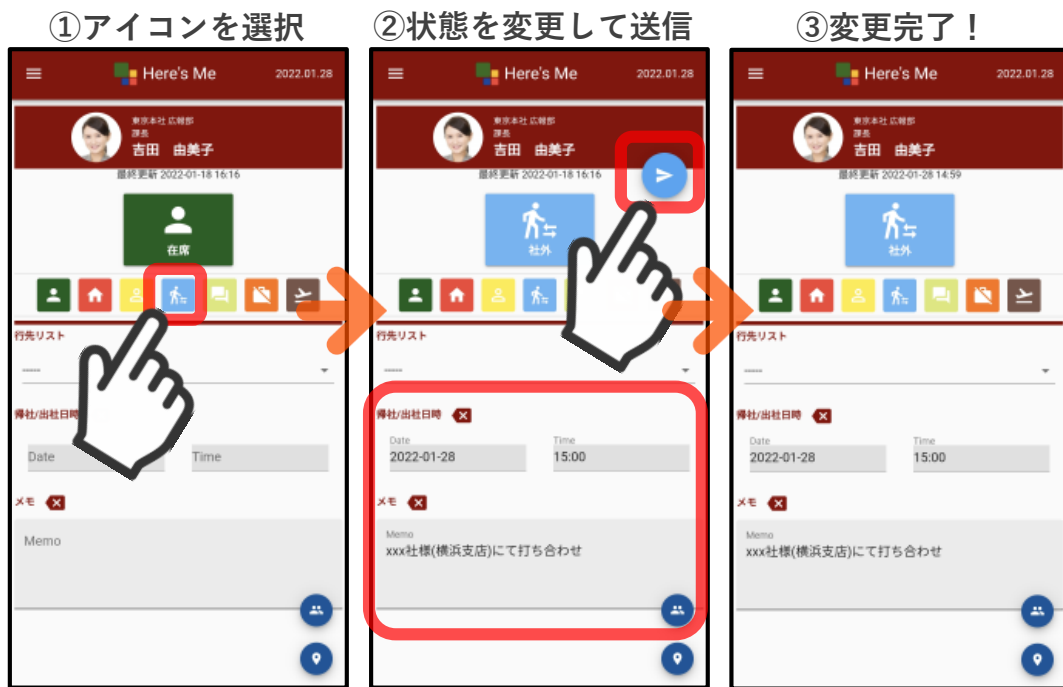 ①アイコンを選択
Here's Me
2022.01.28
東京本社 広報部
課長
吉田 由美子
最終更新 2022-01-18 16:16
在席
行先リスト
-----
帰社/出社日時
Date
Time
メモ
Memo
②状態を変更して送信
Here's Me
2022.01.28
東京本社 広報部
課長
吉田 由美子
最終更新 2022-01-18 16:16
社外
行先リスト
-----
帰社/出社日時
Date
2022-01-28
Time
15:00
メモ
Memo
xxx社様(横浜支店)にて打ち合わせ
③変更完了！
Here's Me
2022.01.28
東京本社 広報部
課長
吉田 由美子
最終更新 2022-01-28 14:59
社外
行先リスト
-----
帰社/出社日時
Date
2022-01-28
Time
15:00
メモ
Memo
xxx社様(横浜支店)にて打ち合わせ